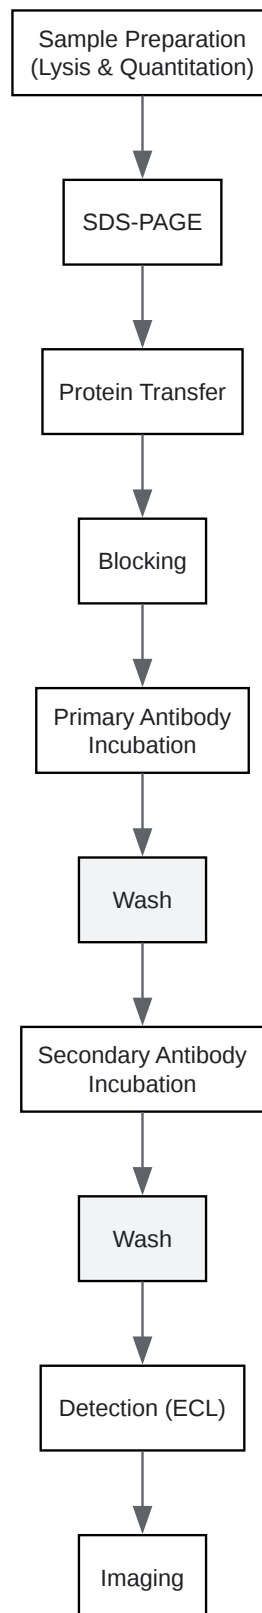 Sample Preparation
(Lysis & Quantitation)
SDS-PAGE
Protein Transfer
Blocking
Primary Antibody
Incubation
Wash
Secondary Antibody
Incubation
Wash
Detection (ECL)
Imaging